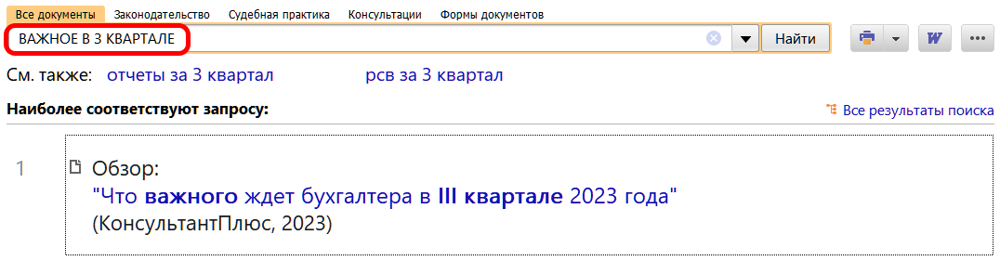 Все документы Законодательство Судебная практика Консультации Формы документов
ВАЖНОЕ В 3 КВАРТАЛЕ Найти W
См. также: отчеты за 3 квартал рсв за 3 квартал
Наиболее соответствуют запросу: Все результаты поиска
1 Обзор:
"Что важного ждет бухгалтера в III квартале 2023 года"
(КонсультантПлюс, 2023)